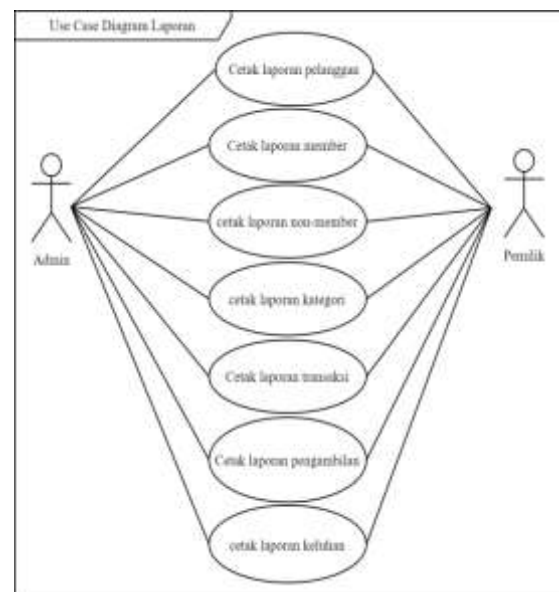 Use Case Diagram Laporan
Cetak laporan pelanggan
Cetak laporan member
cetak laporan non-member
Admin
Pemilik
cetak laporan kategori
Cetak laporan transaksi
Cetak laporan pengambilan
cetak laporan keluhan